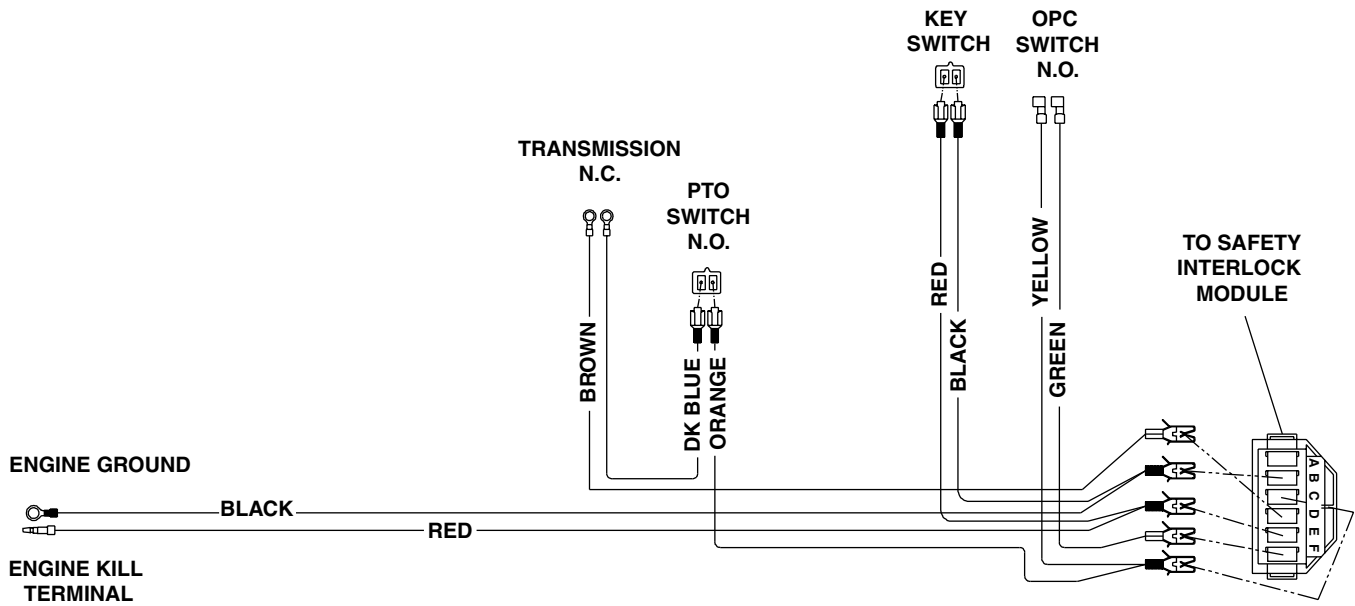 KEY
SWITCH
OPC
SWITCH
N.O.
TRANSMISSION
N.C.
PTO
SWITCH
N.O.
TO SAFETY
INTERLOCK
MODULE
BROWN
DK BLUE
ORANGE
RED
BLACK
YELLOW
GREEN
ENGINE GROUND
BLACK
RED
ENGINE KILL
TERMINAL
A
B
C
D
E
F